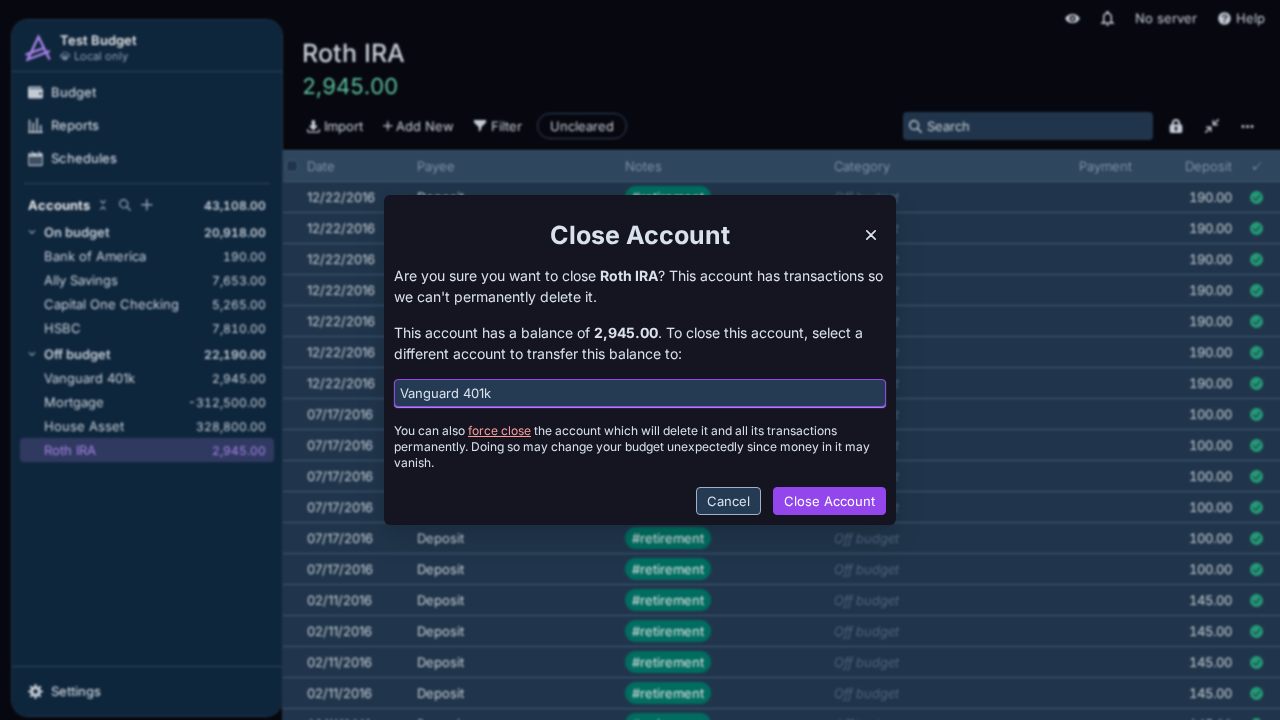 No server
Help
Test Budget
Local only
Budget
Reports
Schedules
Accounts 43,108.00
On budget 20,918.00
Bank of America 190.00
Ally Savings 7,653.00
Capital One Checking 5,265.00
HSBC 7,810.00
Off budget 22,190.00
Vanguard 401k 2,945.00
Mortgage -312,500.00
House Asset 328,800.00
Roth IRA 2,945.00
Settings
Roth IRA
2,945.00
Import Add New Filter Uncleared Search
Date Payee Notes Category Payment Deposit
12/22/2016 Deposit #retirement Off budget 190.00
12/22/2016 190.00
12/22/2016 190.00
12/22/2016 190.00
12/22/2016 190.00
12/22/2016 190.00
12/22/2016 190.00
07/17/2016 100.00
07/17/2016 100.00
07/17/2016 100.00
07/17/2016 100.00
07/17/2016 Deposit #retirement Off budget 100.00
07/17/2016 Deposit #retirement Off budget 100.00
02/11/2016 Deposit #retirement Off budget 145.00
02/11/2016 Deposit #retirement Off budget 145.00
02/11/2016 Deposit #retirement Off budget 145.00
02/11/2016 Deposit #retirement Off budget 145.00
Close Account
Are you sure you want to close Roth IRA? This account has transactions so
we can't permanently delete it.
This account has a balance of 2,945.00. To close this account, select a
different account to transfer this balance to:
Vanguard 401k
You can also force close the account which will delete it and all its transactions
permanently. Doing so may change your budget unexpectedly since money in it may
vanish.
Cancel
Close Account